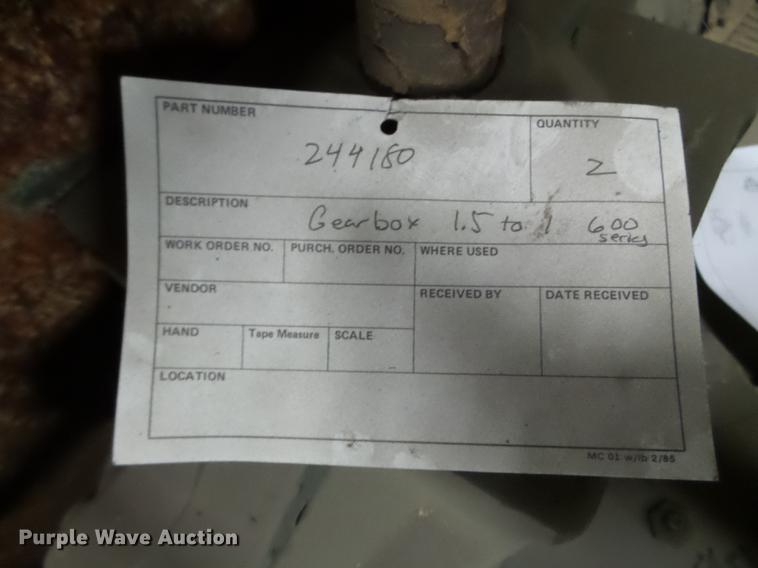 PART NUMBER
QUANTITY
244180
2
DESCRIPTION
Gearbox 1.5 to 1 600
series
WORK ORDER NO. PURCH. ORDER NO. WHERE USED
VENDOR
RECEIVED BY DATE RECEIVED
HAND Tape Measure SCALE
LOCATION
MC 01 w/lb 2/85
Purple Wave Auction